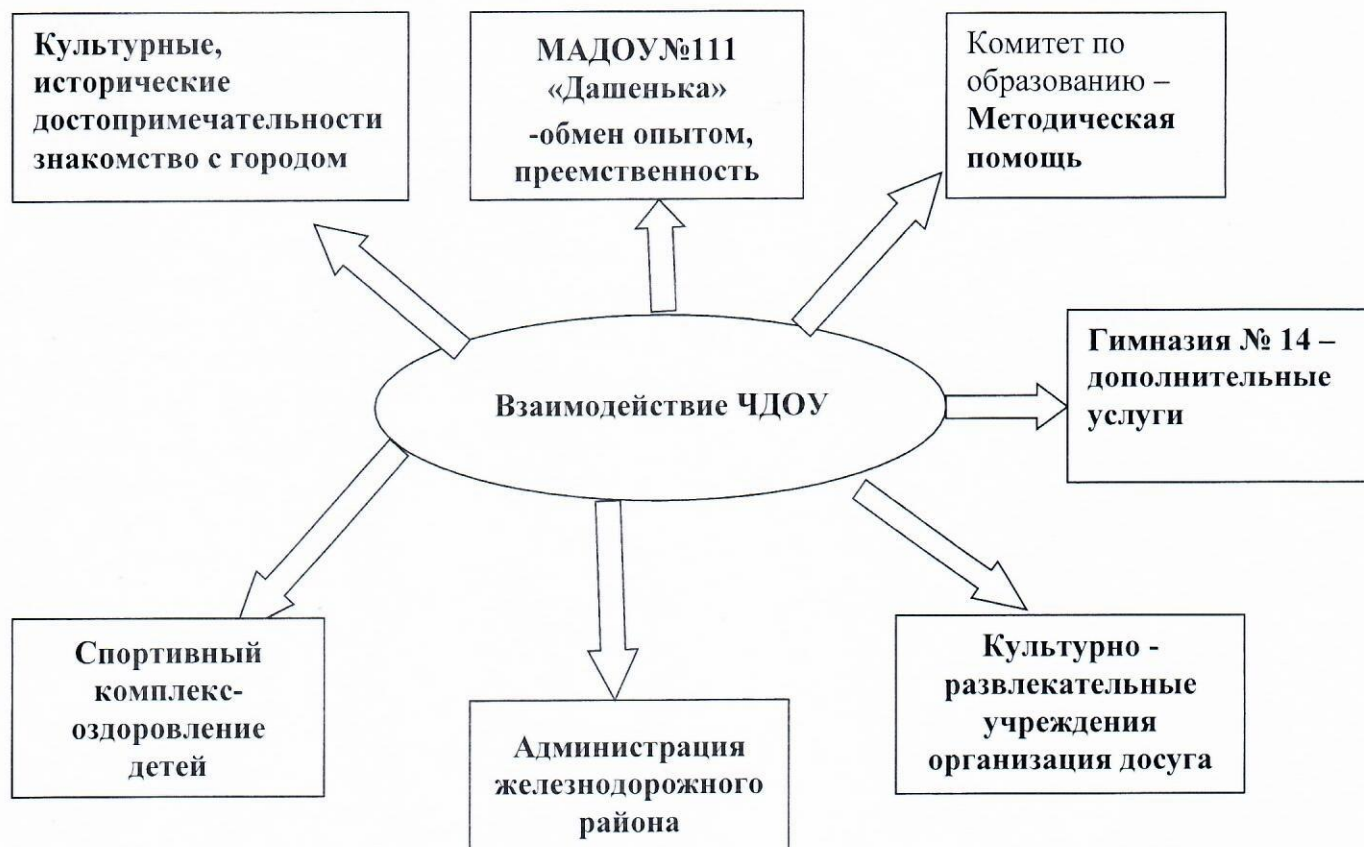 Культурные,
исторические
достопримечательности
знакомство с городом
МАДОУ№111
«Дашенька»
-обмен опытом,
преемственность
Комитет по
образованию –
Методическая
помощь
Гимназия № 14 –
дополнительные
услуги
Взаимодействие ЧДОУ
Спортивный
комплекс-
оздоровление
детей
Администрация
железнодорожного
района
Культурно -
развлекательные
учреждения
организация досуга